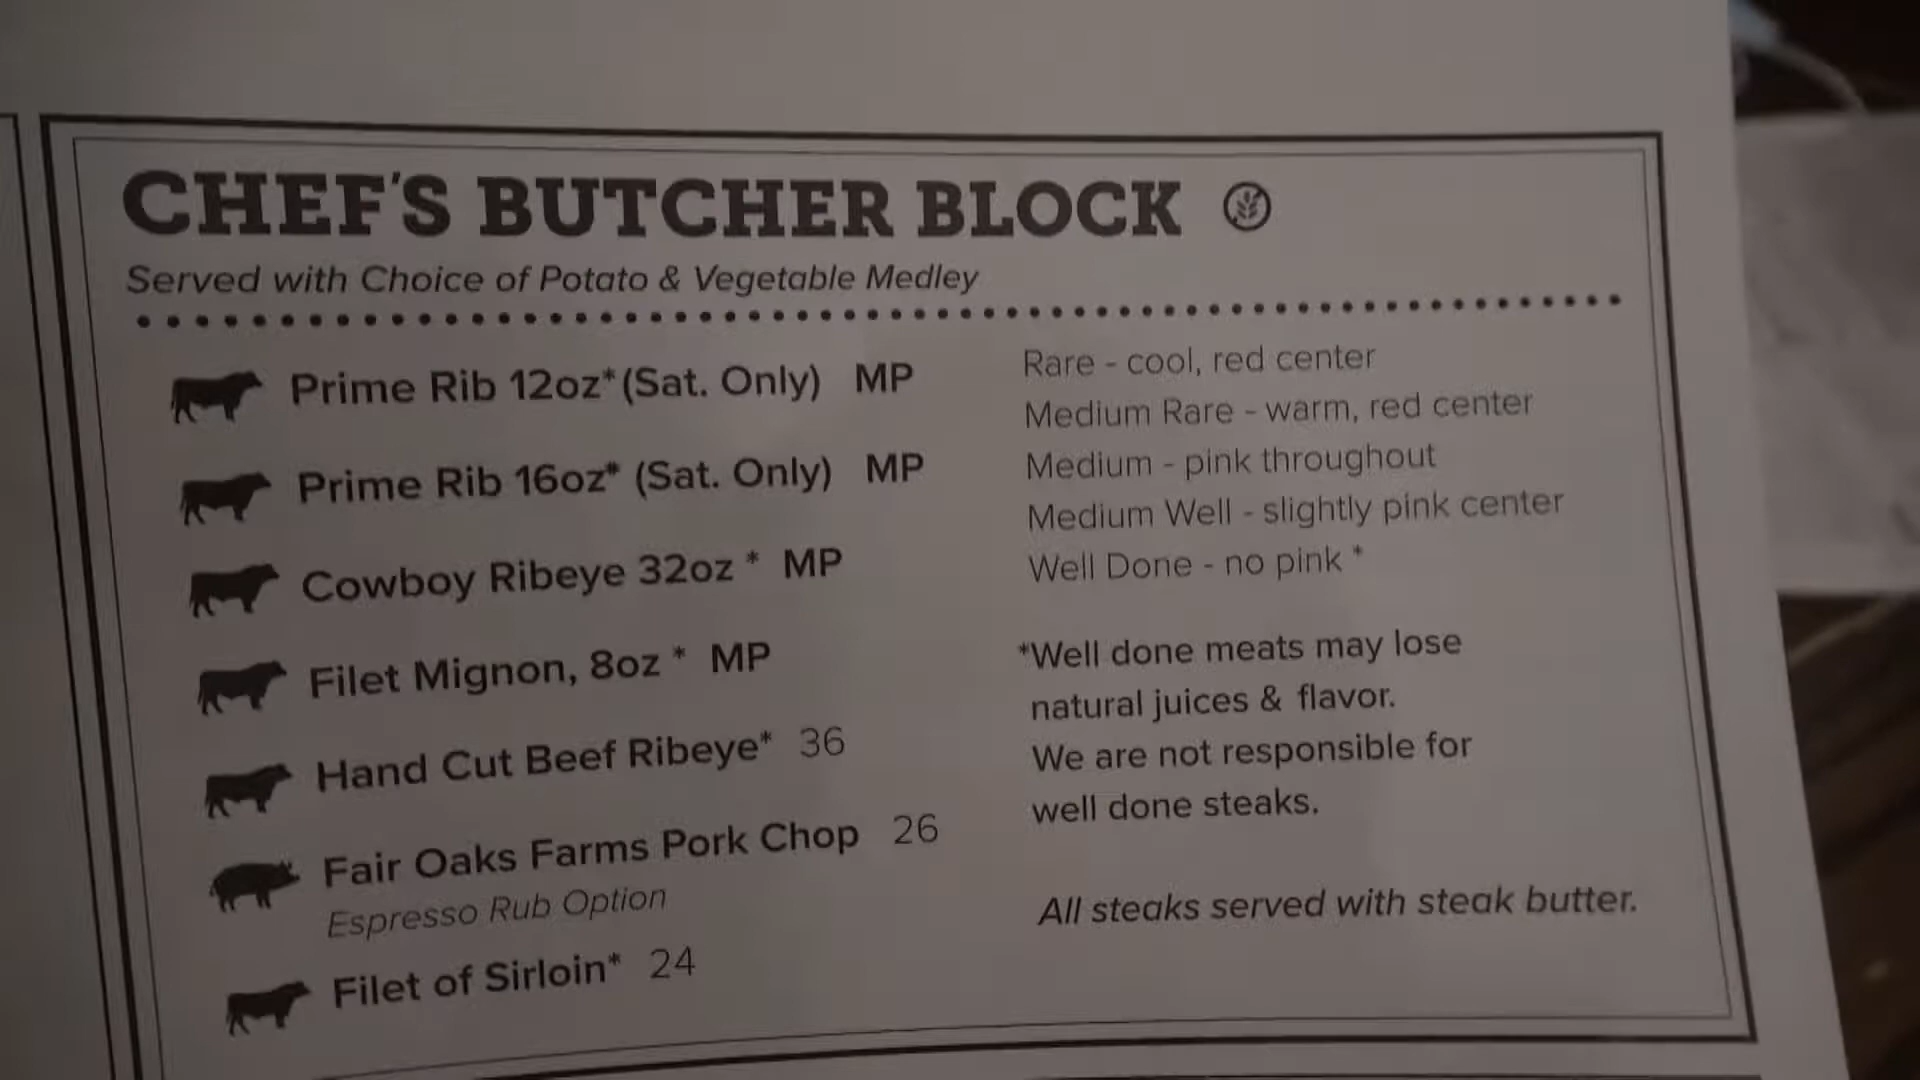 CHEF'S BUTCHER BLOCK
Served with Choice of Potato & Vegetable Medley
Prime Rib 12oz* (Sat. Only) MP
Prime Rib 16oz* (Sat. Only) MP
Cowboy Ribeye 32oz * MP
Filet Mignon, 8oz * MP
Hand Cut Beef Ribeye* 36
Fair Oaks Farms Pork Chop 26
Espresso Rub Option
Filet of Sirloin* 24
Rare - cool, red center
Medium Rare - warm, red center
Medium - pink throughout
Medium Well - slightly pink center
Well Done - no pink *
*Well done meats may lose
natural juices & flavor.
We are not responsible for
well done steaks.
All steaks served with steak butter.